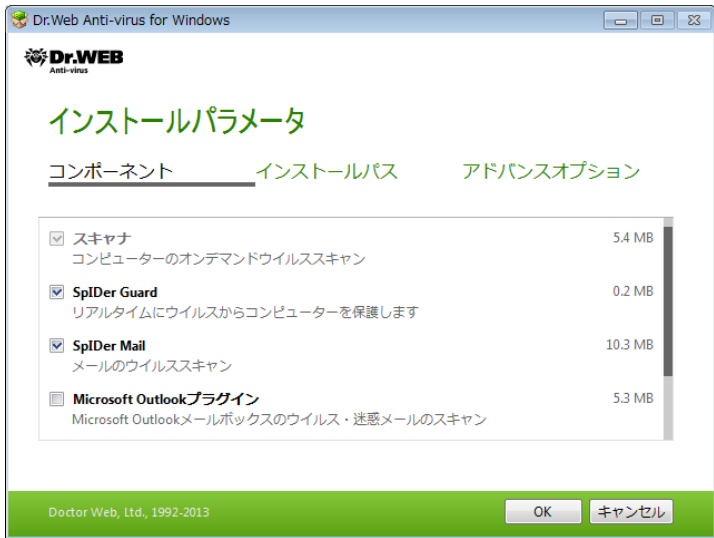 Dr.Web Anti-virus for Windows
Dr.WEB
Anti-virus
インストールパラメータ
コンポーネント インストールパス アドバンスオプション
スキャナ 5.4 MB
コンピューターのオンデマンドウイルススキャン
SpIDer Guard 0.2 MB
リアルタイムにウイルスからコンピューターを保護します
SpIDer Mail 10.3 MB
メールのウイルススキャン
Microsoft Outlookプラグイン 5.3 MB
Microsoft Outlookメールボックスのウイルス・迷惑メールのスキャン
Doctor Web, Ltd., 1992-2013 OK キャンセル